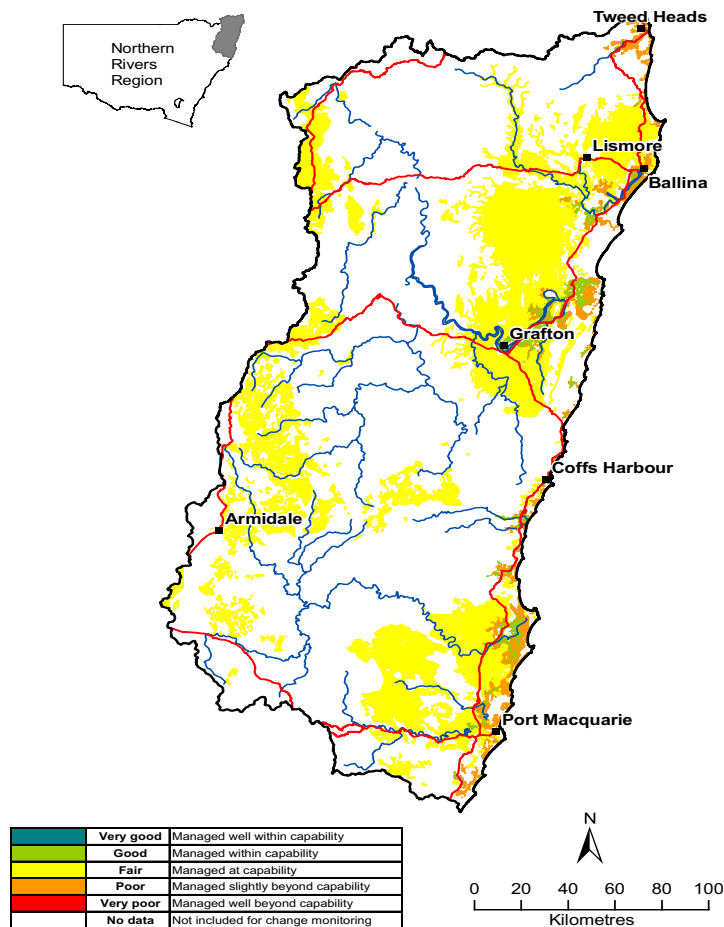 Tweed Heads
Northern
Rivers
Region
Lismore
Ballina
Grafton
Coffs Harbour
Armidale
Port Macquarie
Very good Managed well within capability
Good Managed within capability
Fair Managed at capability
Poor Managed slightly beyond capability
Very poor Managed well beyond capability
No data Not included for change monitoring
N
0 20 40 60 80 100
Kilometres